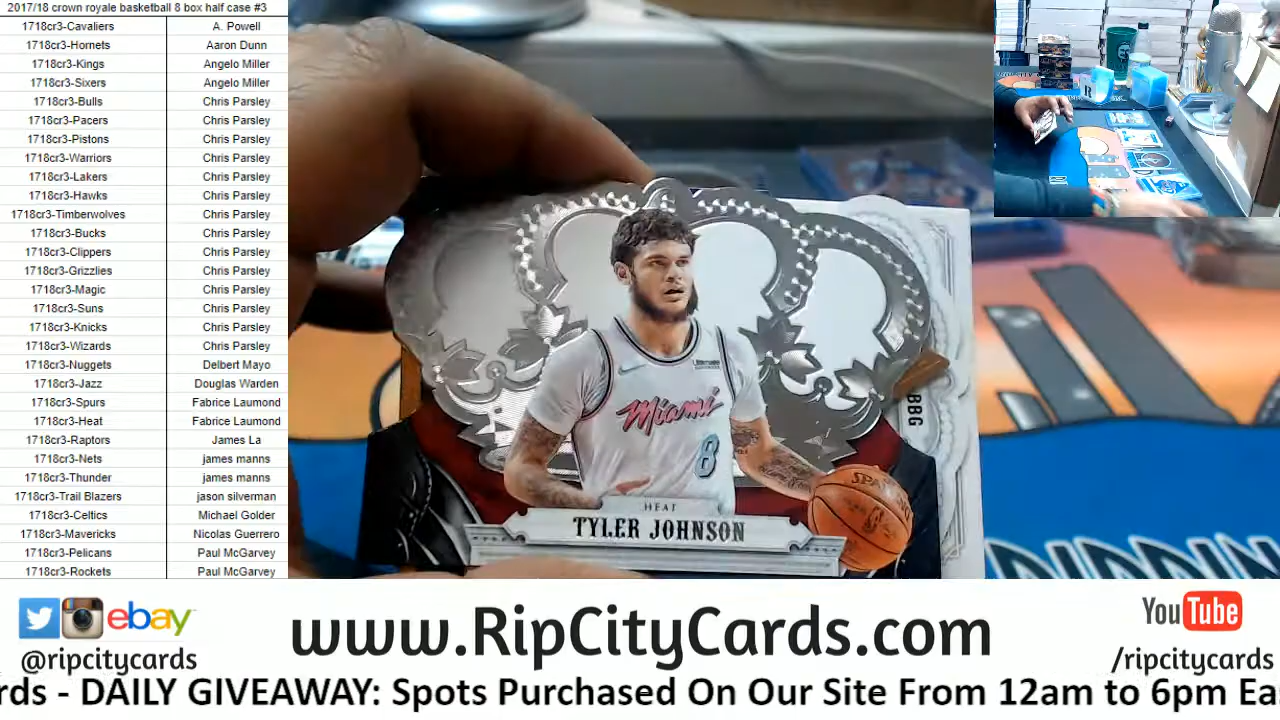 2017/18 crown royale basketball 8 box half case #3
1718cr3-Cavaliers A. Powell
1718cr3-Hornets Aaron Dunn
1718cr3-Kings Angelo Miller
1718cr3-Sixers Angelo Miller
1718cr3-Bulls Chris Parsley
1718cr3-Pacers Chris Parsley
1718cr3-Pistons Chris Parsley
1718cr3-Warriors Chris Parsley
1718cr3-Lakers Chris Parsley
1718cr3-Hawks Chris Parsley
1718cr3-Timberwolves Chris Parsley
1718cr3-Bucks Chris Parsley
1718cr3-Clippers Chris Parsley
1718cr3-Grizzlies Chris Parsley
1718cr3-Magic Chris Parsley
1718cr3-Suns Chris Parsley
1718cr3-Knicks Chris Parsley
1718cr3-Wizards Chris Parsley
1718cr3-Nuggets Delbert Mayo
1718cr3-Jazz Douglas Warden
1718cr3-Spurs Fabrice Laumond
1718cr3-Heat Fabrice Laumond
1718cr3-Raptors James La
1718cr3-Nets james manns
1718cr3-Thunder james manns
1718cr3-Trail Blazers jason silverman
1718cr3-Celtics Michael Golder
1718cr3-Mavericks Nicolas Guerrero
1718cr3-Pelicans Paul McGarvey
1718cr3-Rockets Paul McGarvey
Miami
8
BBG
HEAT
TYLER JOHNSON
ebay
@ripcitycards
www.RipCityCards.com
YouTube
/ripcitycards
rds - DAILY GIVEAWAY: Spots Purchased On Our Site From 12am to 6pm Ea